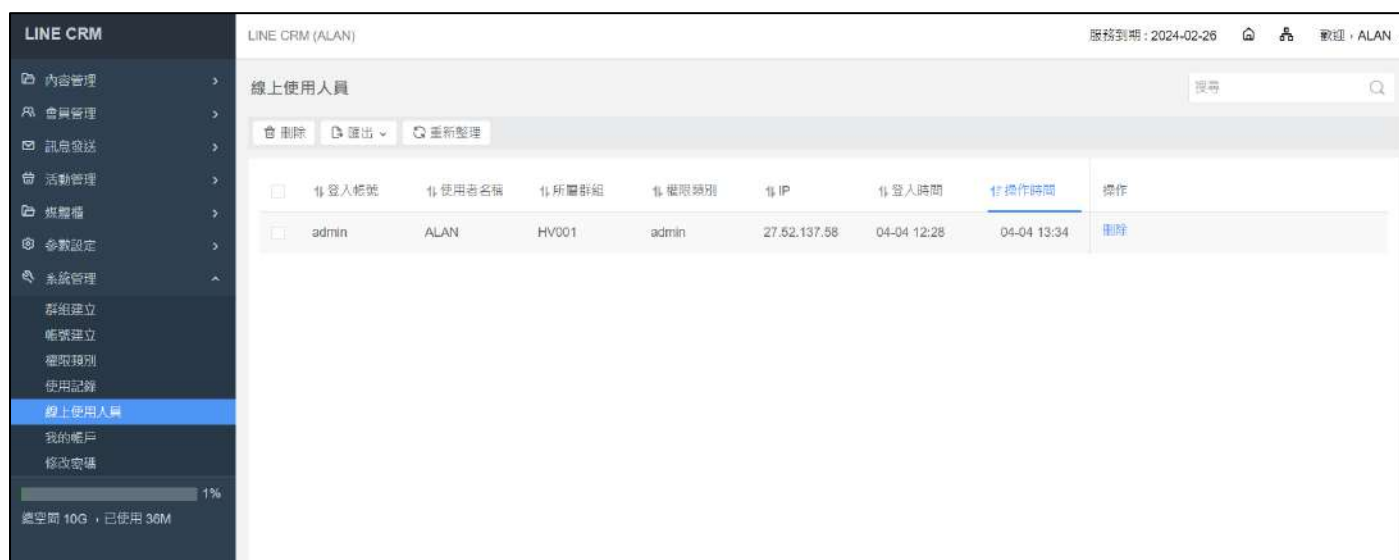 LINE CRM
LINE CRM (ALAN)
服務到期 : 2024-02-26
歡迎，ALAN
內容管理
會員管理
訊息發送
活動管理
媒體櫃
參數設定
系統管理
群組建立
帳號建立
權限類別
使用記錄
線上使用人員
我的帳戶
修改密碼
1%
總空間 10G ，已使用 36M
線上使用人員
搜尋
刪除 匯出 重新整理
登入帳號 使用者名稱 所屬群組 權限類別 IP 登入時間 操作時間 操作
admin ALAN HV001 admin 27.52.137.58 04-04 12:28 04-04 13:34 刪除